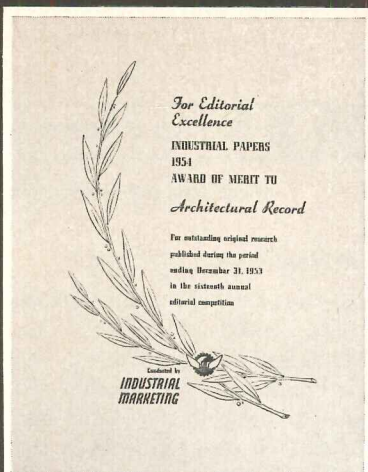 For Editorial
Excellence
INDUSTRIAL PAPERS
1954
AWARD OF MERIT TO
Architectural Record
For outstanding original research
published during the period
ending December 31, 1953
in the sixteenth annual
editorial competition
Conducted by
INDUSTRIAL
MARKETING